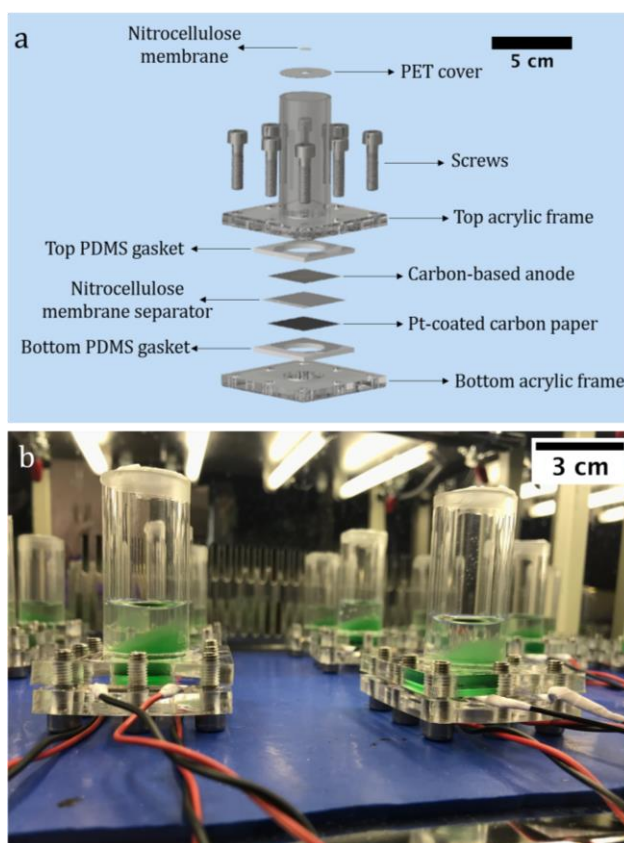 a
Nitrocellulose
membrane
5 cm
PET cover
Screws
Top acrylic frame
Top PDMS gasket
Carbon-based anode
Nitrocellulose
membrane separator
Pt-coated carbon paper
Bottom PDMS gasket
Bottom acrylic frame
b
3 cm